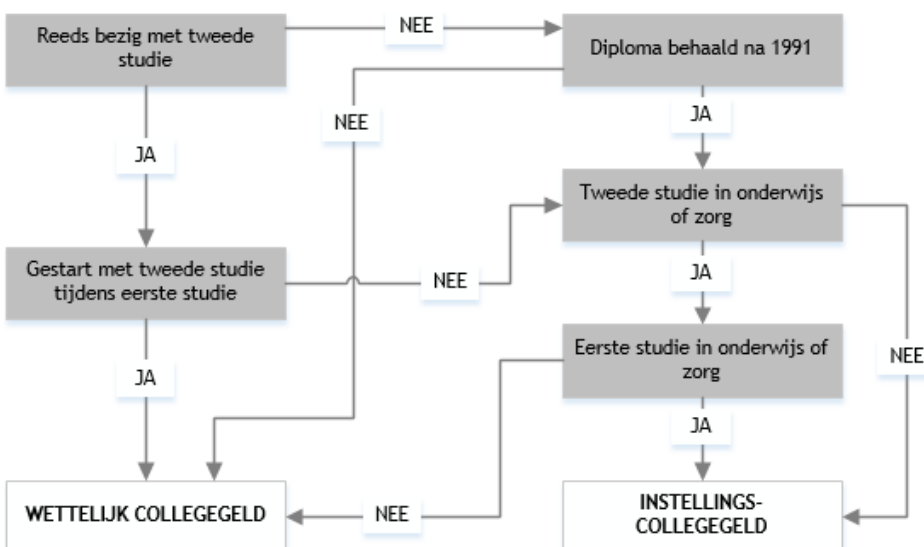 NEE
Reeds bezig met tweede
studie
Diploma behaald na 1991
NEE
JA
JA
Tweede studie in onderwijs
of zorg
Gestart met tweede studie
tijdens eerste studie
NEE
JA
Eerste studie in onderwijs of
zorg
NEE
JA
JA
WETTELIJK COLLEGEGELD
NEE
INSTELLINGS-
COLLEGEGELD